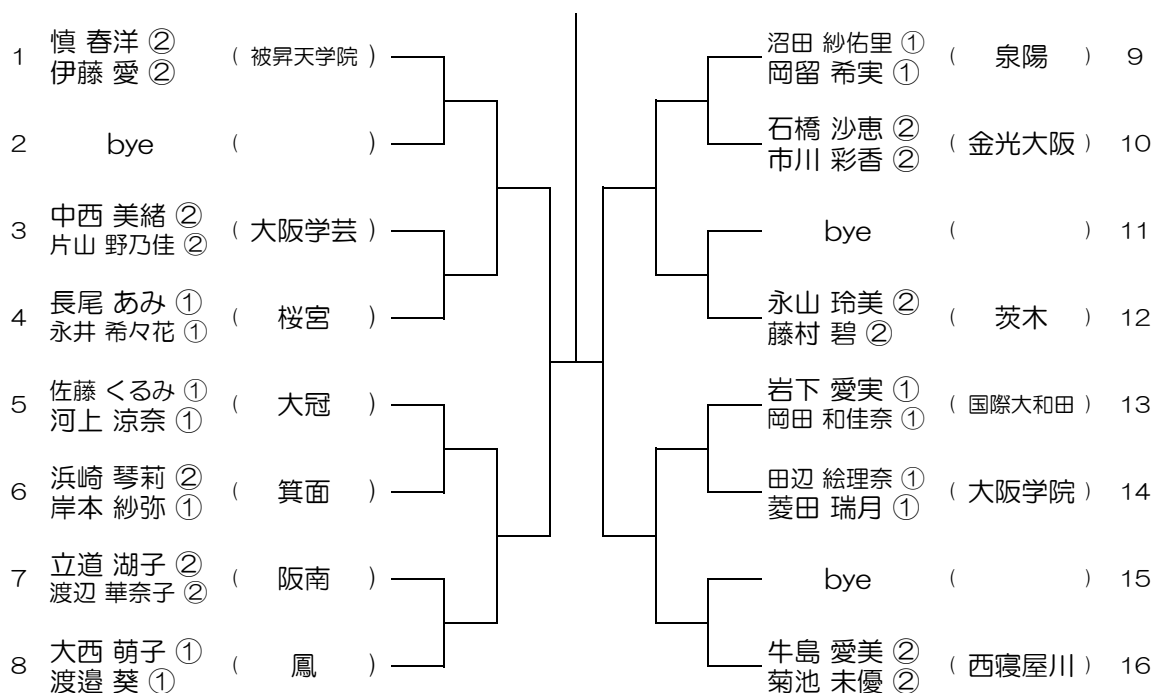 1 慎 春洋 ② 伊藤 愛 ② ( 被昇天学院 )
2 bye ( )
3 中西 美緒 ② 片山 野乃佳 ② ( 大阪学芸 )
4 長尾 あみ ① 永井 希々花 ① ( 桜宮 )
5 佐藤 くるみ ① 河上 涼奈 ① ( 大冠 )
6 浜崎 琴莉 ② 岸本 紗弥 ① ( 箕面 )
7 立道 湖子 ② 渡辺 華奈子 ② ( 阪南 )
8 大西 萌子 ① 渡邉 葵 ① ( 鳳 )
沼田 紗佑里 ① 岡留 希実 ① ( 泉陽 ) 9
石橋 沙恵 ② 市川 彩香 ② ( 金光大阪 ) 10
bye ( ) 11
永山 玲美 ② 藤村 碧 ② ( 茨木 ) 12
岩下 愛実 ① 岡田 和佳奈 ① ( 国際大和田 ) 13
田辺 絵理奈 ① 菱田 瑞月 ① ( 大阪学院 ) 14
bye ( ) 15
牛島 愛美 ② 菊池 未優 ② ( 西寝屋川 ) 16